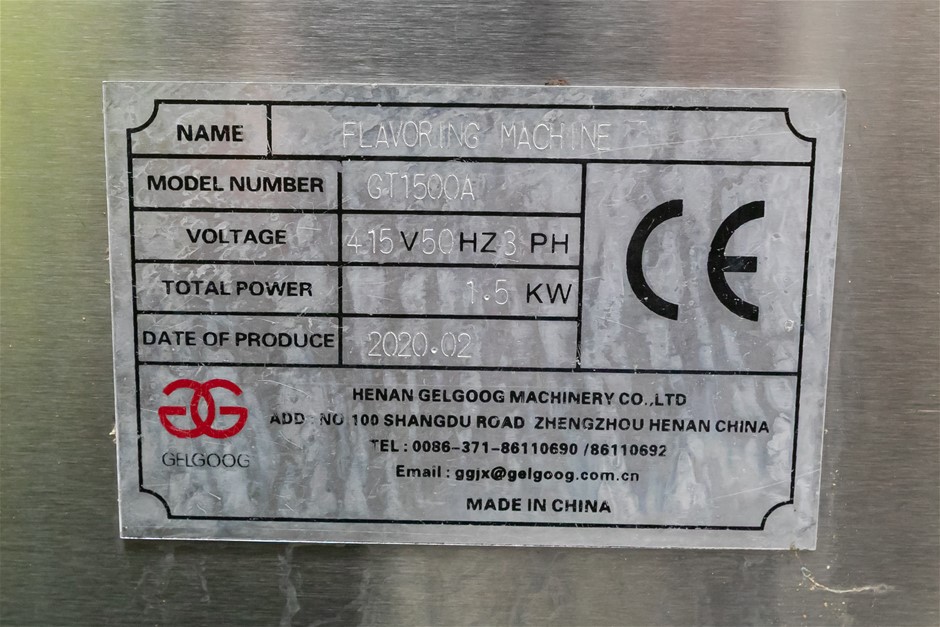 NAME FLAVORING MACHINE
MODEL NUMBER GT1500A
VOLTAGE 415 V 50 HZ 3 PH
TOTAL POWER 1.5 KW
DATE OF PRODUCE 2020.02
CE
GG
GELGOOG
HENAN GELGOOG MACHINERY CO.,LTD
ADD : NO 100 SHANGDU ROAD ZHENGZHOU HENAN CHINA
TEL : 0086-371-86110690 /86110692
Email : ggjx@gelgoog.com.cn
MADE IN CHINA